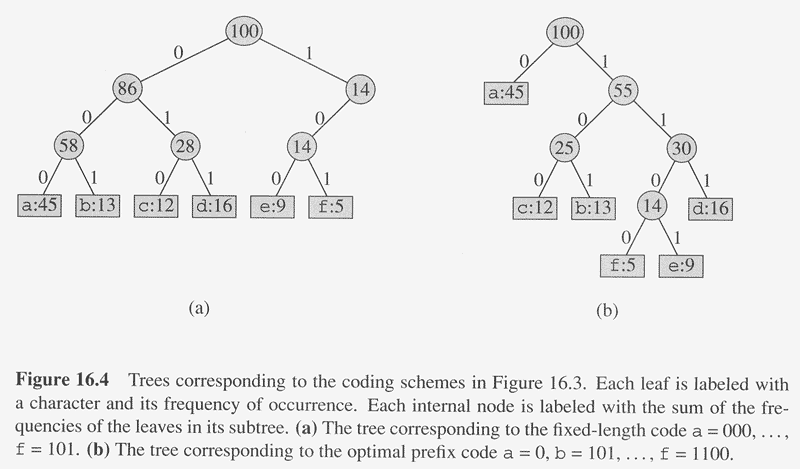 100 100
0 1 0 1
86 14 a:45 55
0 1 0 0 1
58 28 14 25 30
0 1 0 1 0 1 0 1 0 1
a:45 b:13 c:12 d:16 e:9 f:5 c:12 b:13 14 d:16
0 1
f:5 e:9
(a) (b)
Figure 16.4 Trees corresponding to the coding schemes in Figure 16.3. Each leaf is labeled with
a character and its frequency of occurrence. Each internal node is labeled with the sum of the fre-
quencies of the leaves in its subtree. (a) The tree corresponding to the fixed-length code a = 000, ...,
f = 101. (b) The tree corresponding to the optimal prefix code a = 0, b = 101, ..., f = 1100.